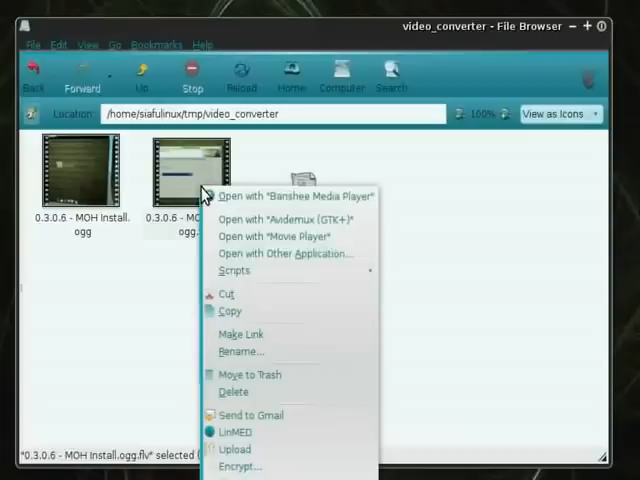 video_converter - File Browser
File Edit View Go Bookmarks Help
Back Forward Up Stop Reload Home Computer Search
Location: /home/siafulinux/tmp/video_converter 100% View as Icons
0.3.0.6 - MOH Install.
ogg
0.3.0.6 - MO
ogg.
Open with "Banshee Media Player"
Open with "Avidemux (GTK+)"
Open with "Movie Player"
Open with Other Application...
Scripts
Cut
Copy
Make Link
Rename...
Move to Trash
Delete
Send to Gmail
LinMED
Upload
Encrypt...
"0.3.0.6 - MOH Install.ogg.flv" selected (